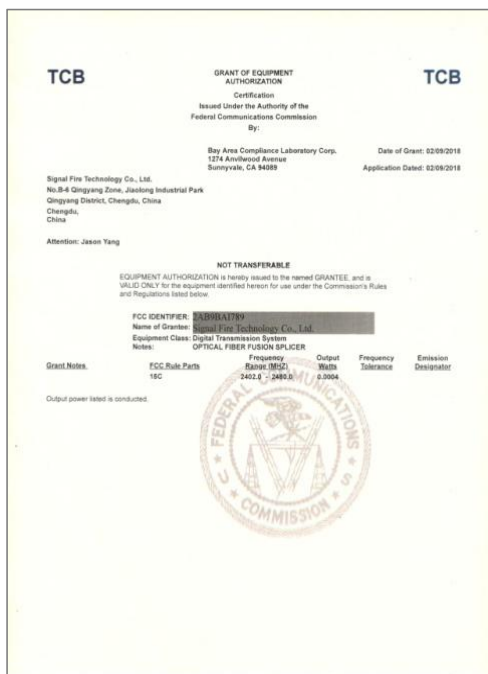 TCB
GRANT OF EQUIPMENT
AUTHORIZATION
TCB
Certification
Issued Under the Authority of the
Federal Communications Commission
By:
Bay Area Compliance Laboratory Corp.
1274 Anvilwood Avenue
Sunnyvale, CA 94089
Date of Grant: 02/09/2018
Application Dated: 02/09/2018
Signal Fire Technology Co., Ltd.
No.B-6 Qingyang Zone, Jiaolong Industrial Park
Qingyang District, Chengdu, China
Chengdu,
China
Attention: Jason Yang
NOT TRANSFERABLE
EQUIPMENT AUTHORIZATION is hereby issued to the named GRANTEE, and is
VALID ONLY for the equipment identified hereon for use under the Commission's Rules
and Regulations listed below.
FCC IDENTIFIER: 2AB9BAI789
Name of Grantee: Signal Fire Technology Co., Ltd.
Equipment Class: Digital Transmission System
Notes: OPTICAL FIBER FUSION SPLICER
Grant Notes FCC Rule Parts Frequency Range (MHZ) Output Watts Frequency Tolerance Emission Designator
15C 2402.0 - 2480.0 0.0004
Output power listed is conducted.
FEDERAL COMMUNICATIONS COMMISSION
U S